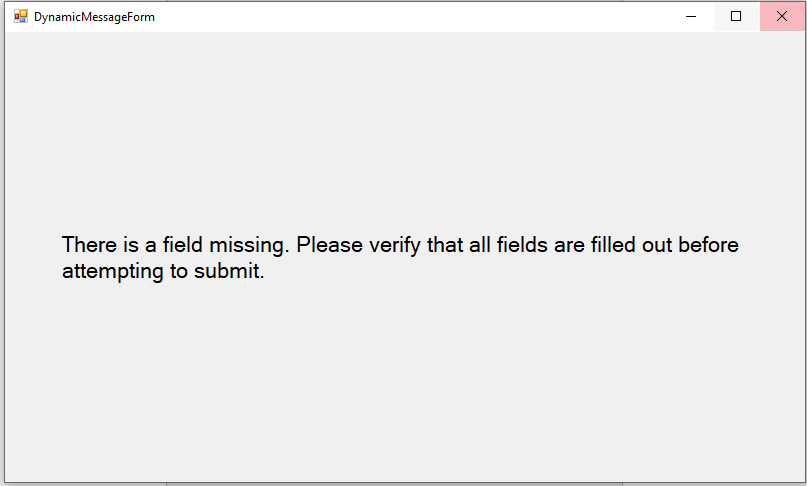 DynamicMessageForm
There is a field missing. Please verify that all fields are filled out before
attempting to submit.